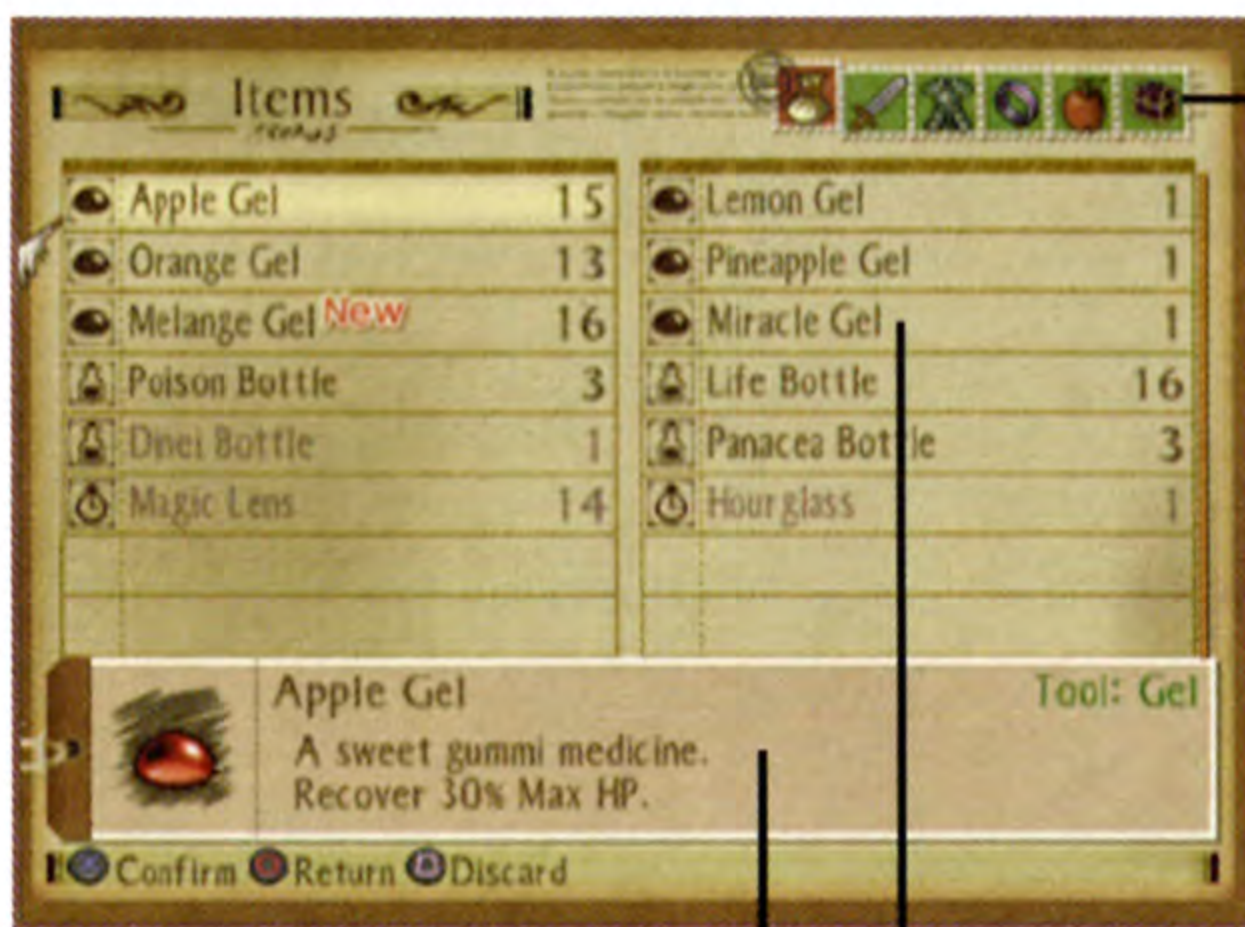 Items
Apple Gel 15
Orange Gel 13
Melange Gel New 16
Poison Bottle 3
Bottle 1
Magic Lens 14
Lemon Gel 1
Pineapple Gel 1
Miracle Gel 1
Life Bottle 16
Panacea Bottle 3
Hourglass 1
Apple Gel
Tool: Gel
A sweet gummi medicine.
Recover 30% Max HP.
Confirm Return Discard